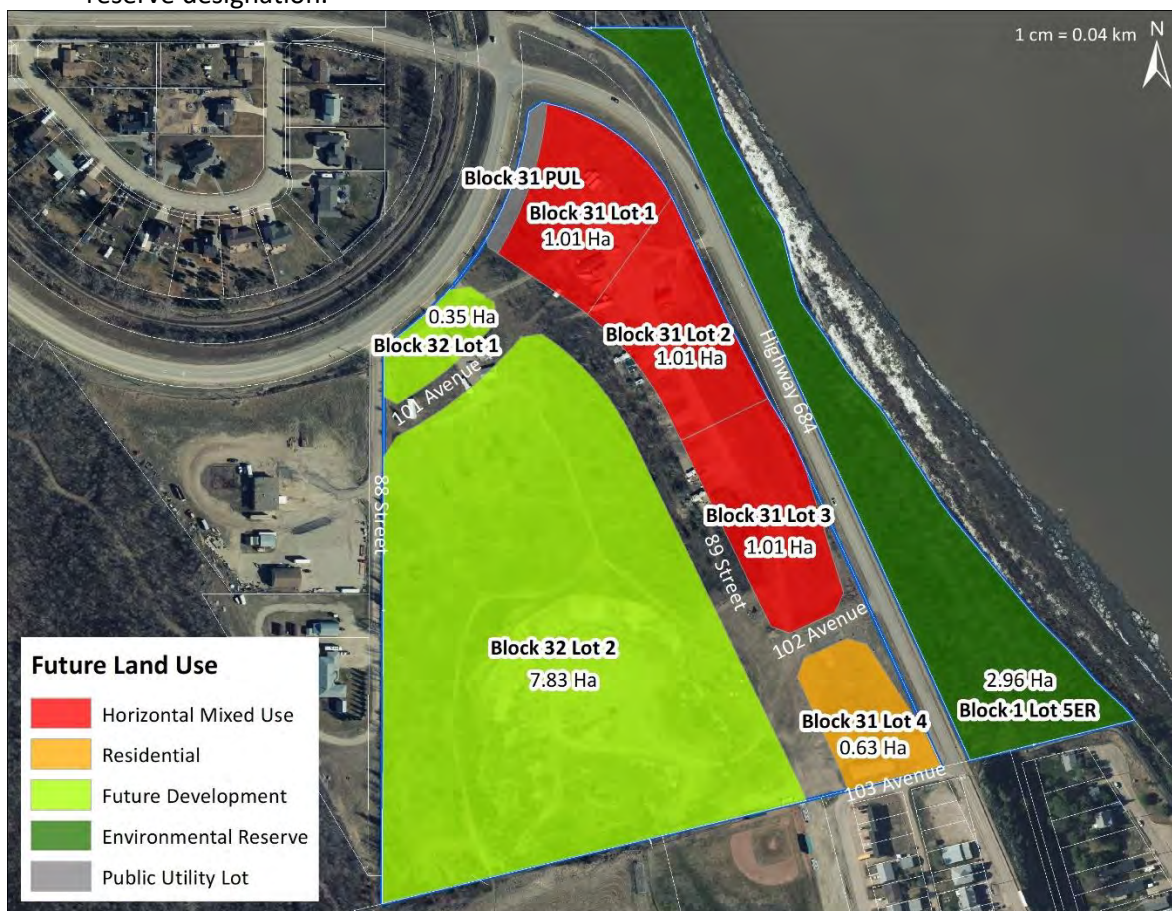 reserve designation.
1 cm = 0.04 km
N
Block 31 PUL
Block 31 Lot 1
1.01 Ha
0.35 Ha
Block 32 Lot 1
101 Avenue
Block 31 Lot 2
1.01 Ha
Highway 684
88 Street
Block 31 Lot 3
1.01 Ha
89 Street
102 Avenue
Block 32 Lot 2
7.83 Ha
2.96 Ha
Block 1 Lot 5ER
Block 31 Lot 4
0.63 Ha
103 Avenue
Future Land Use
Horizontal Mixed Use
Residential
Future Development
Environmental Reserve
Public Utility Lot